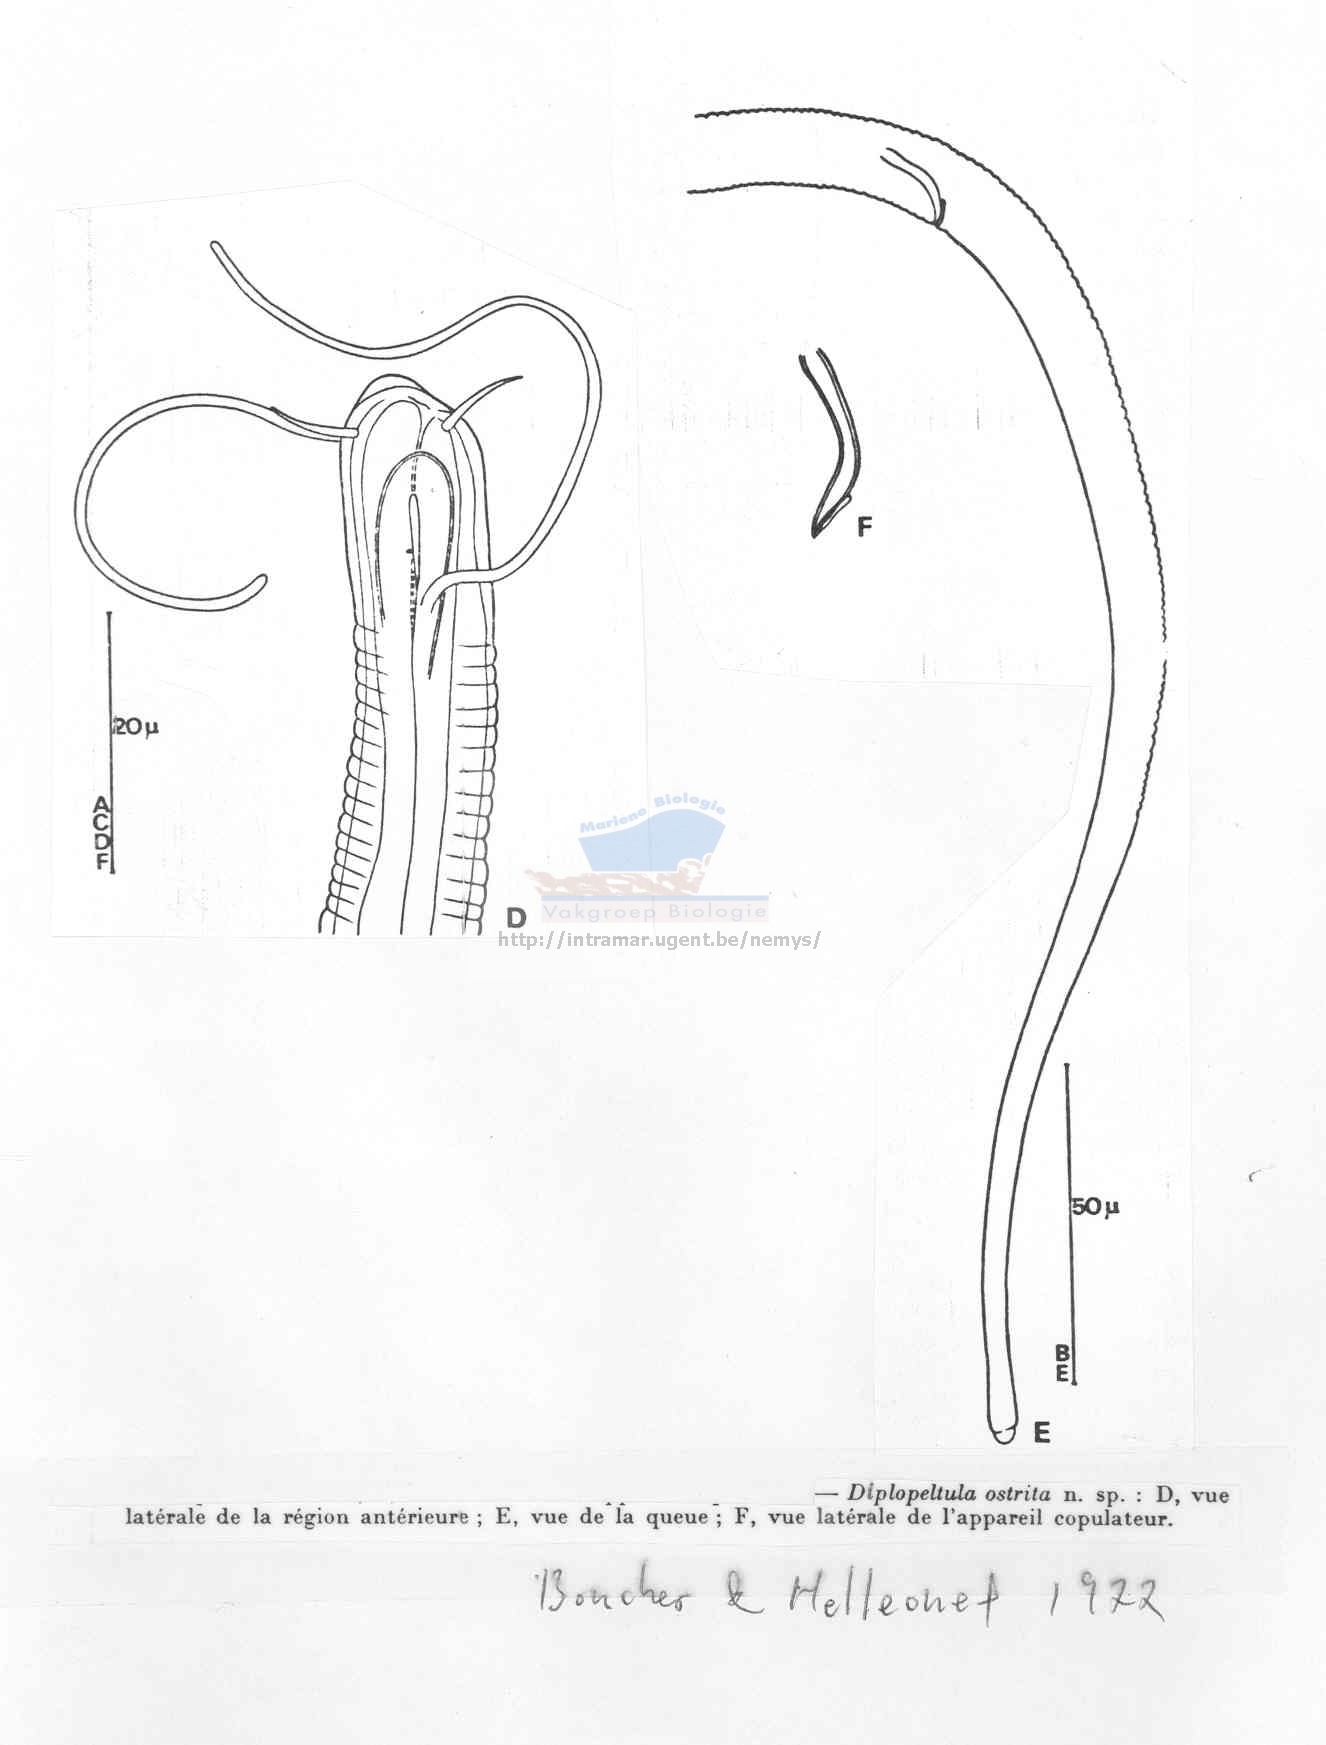 F
20µ
A
C
D
F
Mariene Biologie
Vakgroep Biologie
D
http://intramar.ugent.be/nemys/
50µ
B
E
E
— Diplopeltula ostrita n. sp. : D, vue
latérale de la région antérieure ; E, vue de la queue ; F, vue latérale de l'appareil copulateur.
Boucher & Helleouet 1922